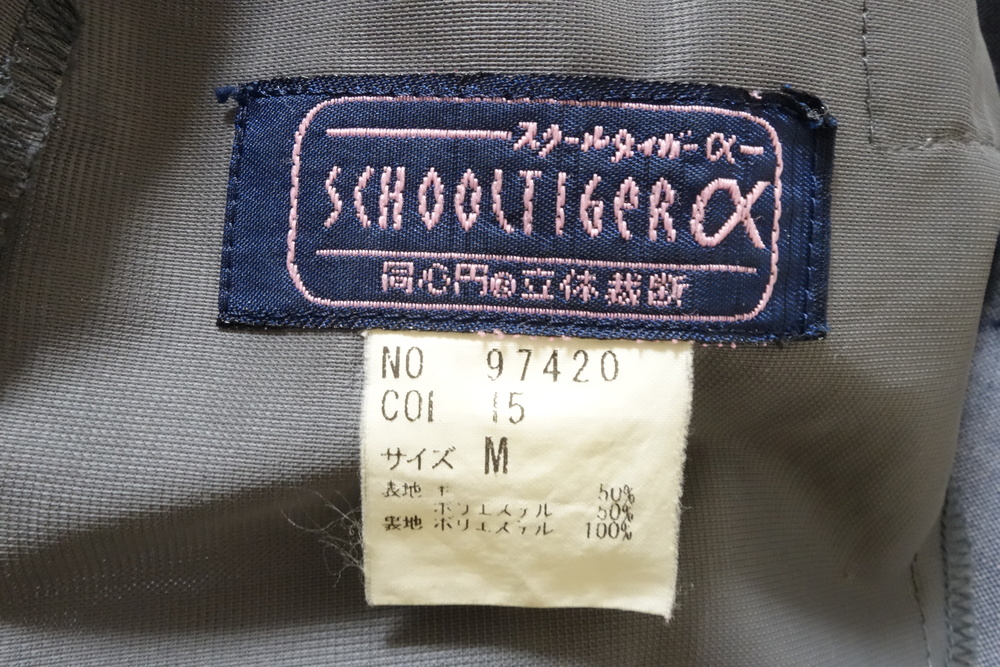 スクールタイガーα
SCHOOLTIGERα
同心円の立体裁断
NO 97420
COL 15
サイズ M
表地 50%
ポリエステル 50%
裏地 ポリエステル 100%